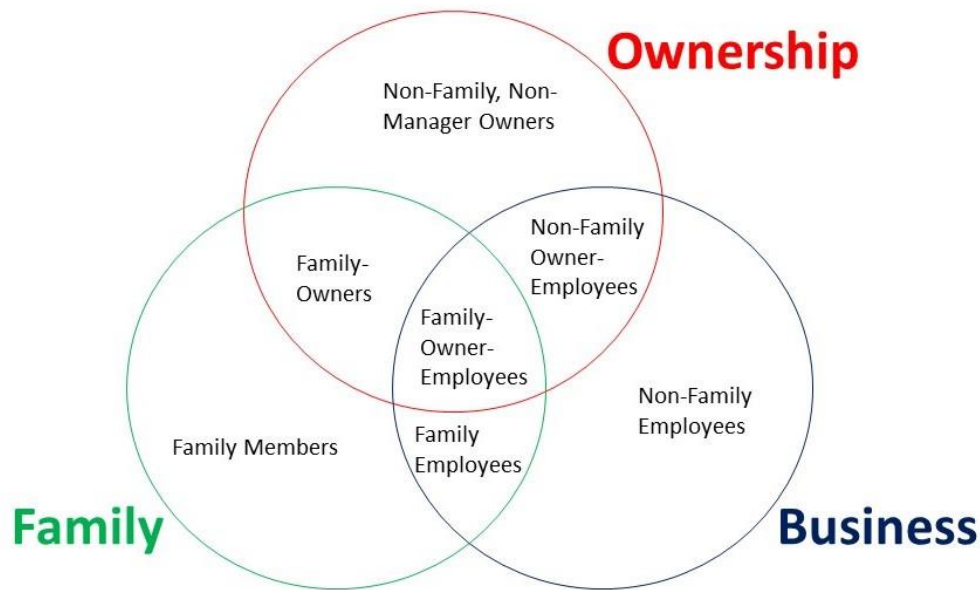 Ownership
Non-Family, Non-
Manager Owners
Non-Family
Owner-
Employees
Family-
Owners
Family-
Owner-
Employees
Non-Family
Employees
Family Members
Family
Employees
Family
Business